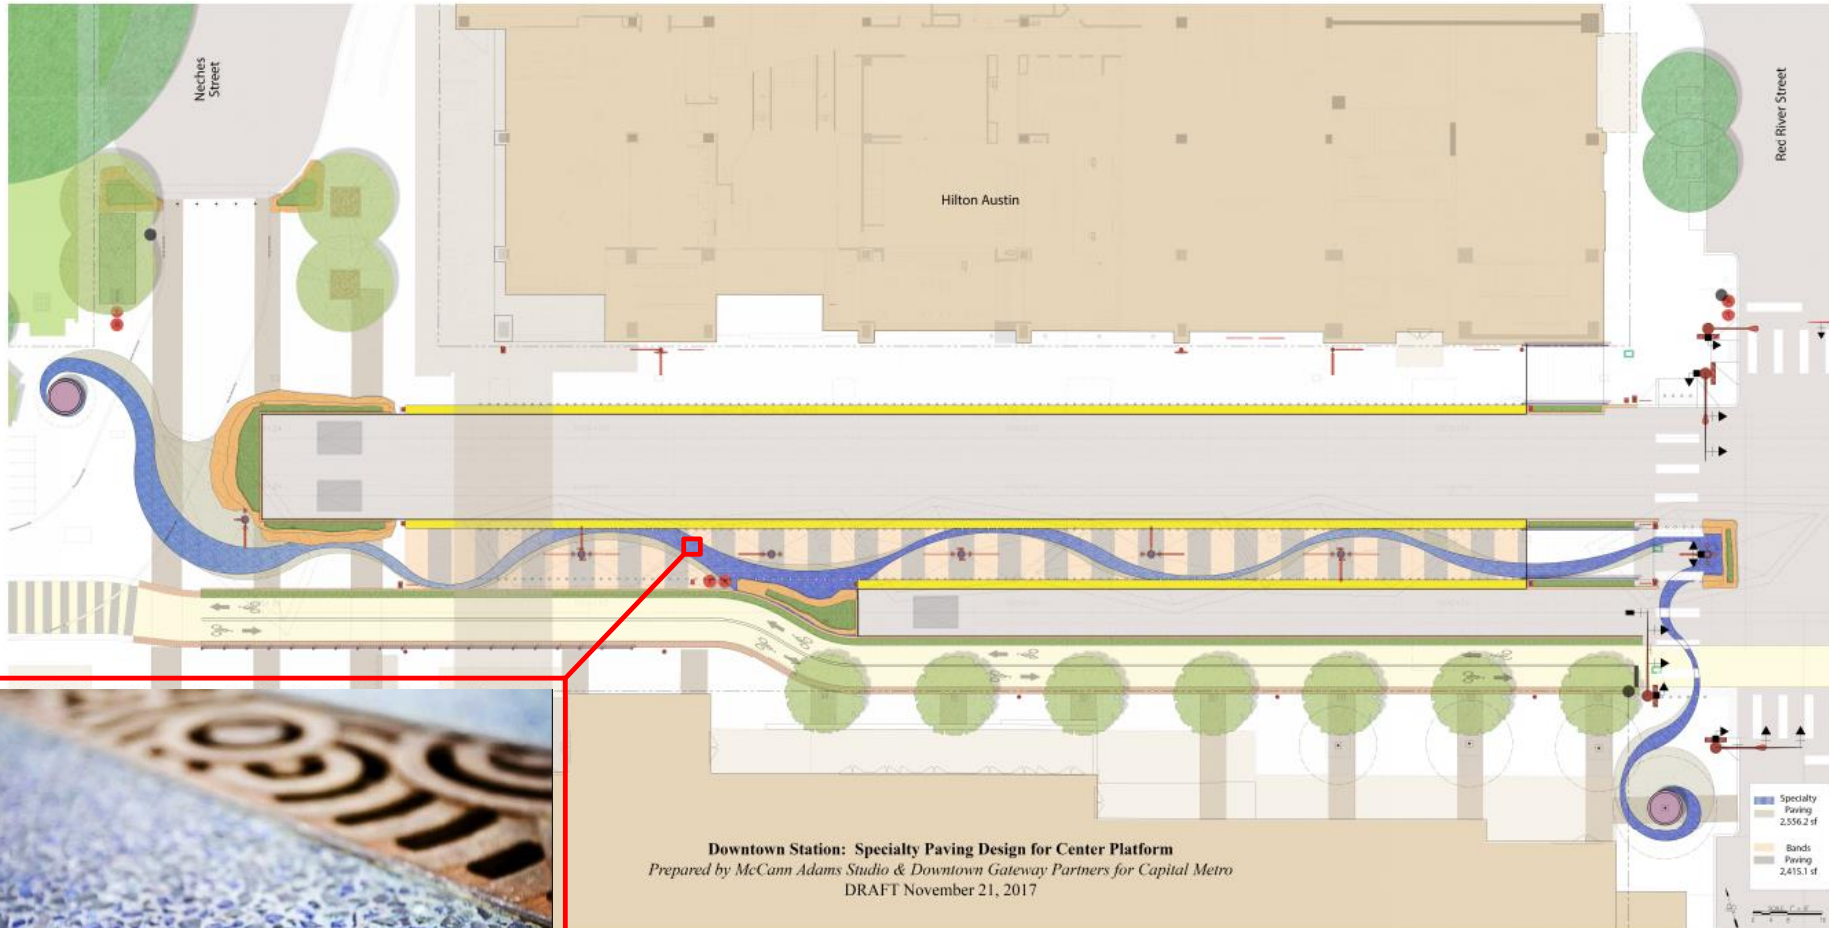 Neches
Street
Red River Street
Hilton Austin
Specialty
Paving
2,556.2 sf
Bands
Paving
2,415.1 sf
Downtown Station: Specialty Paving Design for Center Platform
Prepared by McCann Adams Studio & Downtown Gateway Partners for Capital Metro
DRAFT November 21, 2017